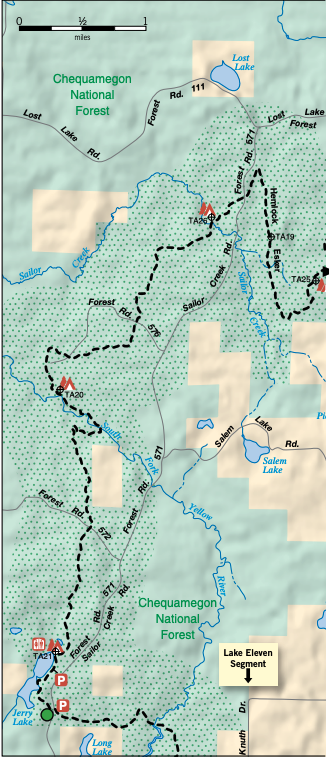 0 ½ 1
miles
Lost
Lake
Chequamegon
National
Forest
Forest Rd. 111
Lost Lake Rd.
Lost Lake
Forest
Forest Rd. 571
Hemlock
Esker
TA26
TA19
TA25
Sailor Creek
Sailor Creek
Sailor Creek Rd.
Forest Rd. 576
TA20
South Fork
Yellow River
Salem Lake Rd.
Salem
Lake
571
Forest Rd.
Forest Rd. 572
571
Forest Rd.
Sailor Creek Rd.
Chequamegon
National
Forest
TA21
P
P
Jerry
Lake
Long
Lake
Lake Eleven
Segment
Knuth Dr.